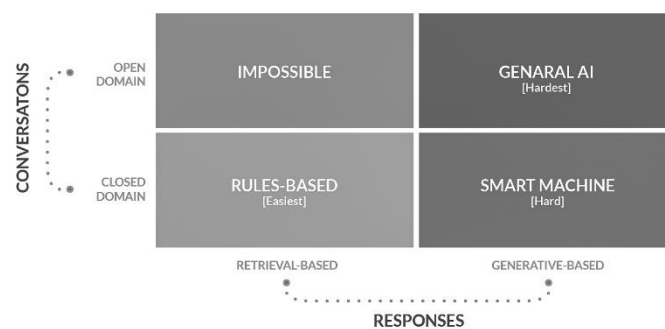 CONVERSATONS
OPEN
DOMAIN
IMPOSSIBLE
GENARAL AI
[Hardest]
CLOSED
DOMAIN
RULES-BASED
[Easiest]
SMART MACHINE
[Hard]
RETRIEVAL-BASED
GENERATIVE-BASED
RESPONSES